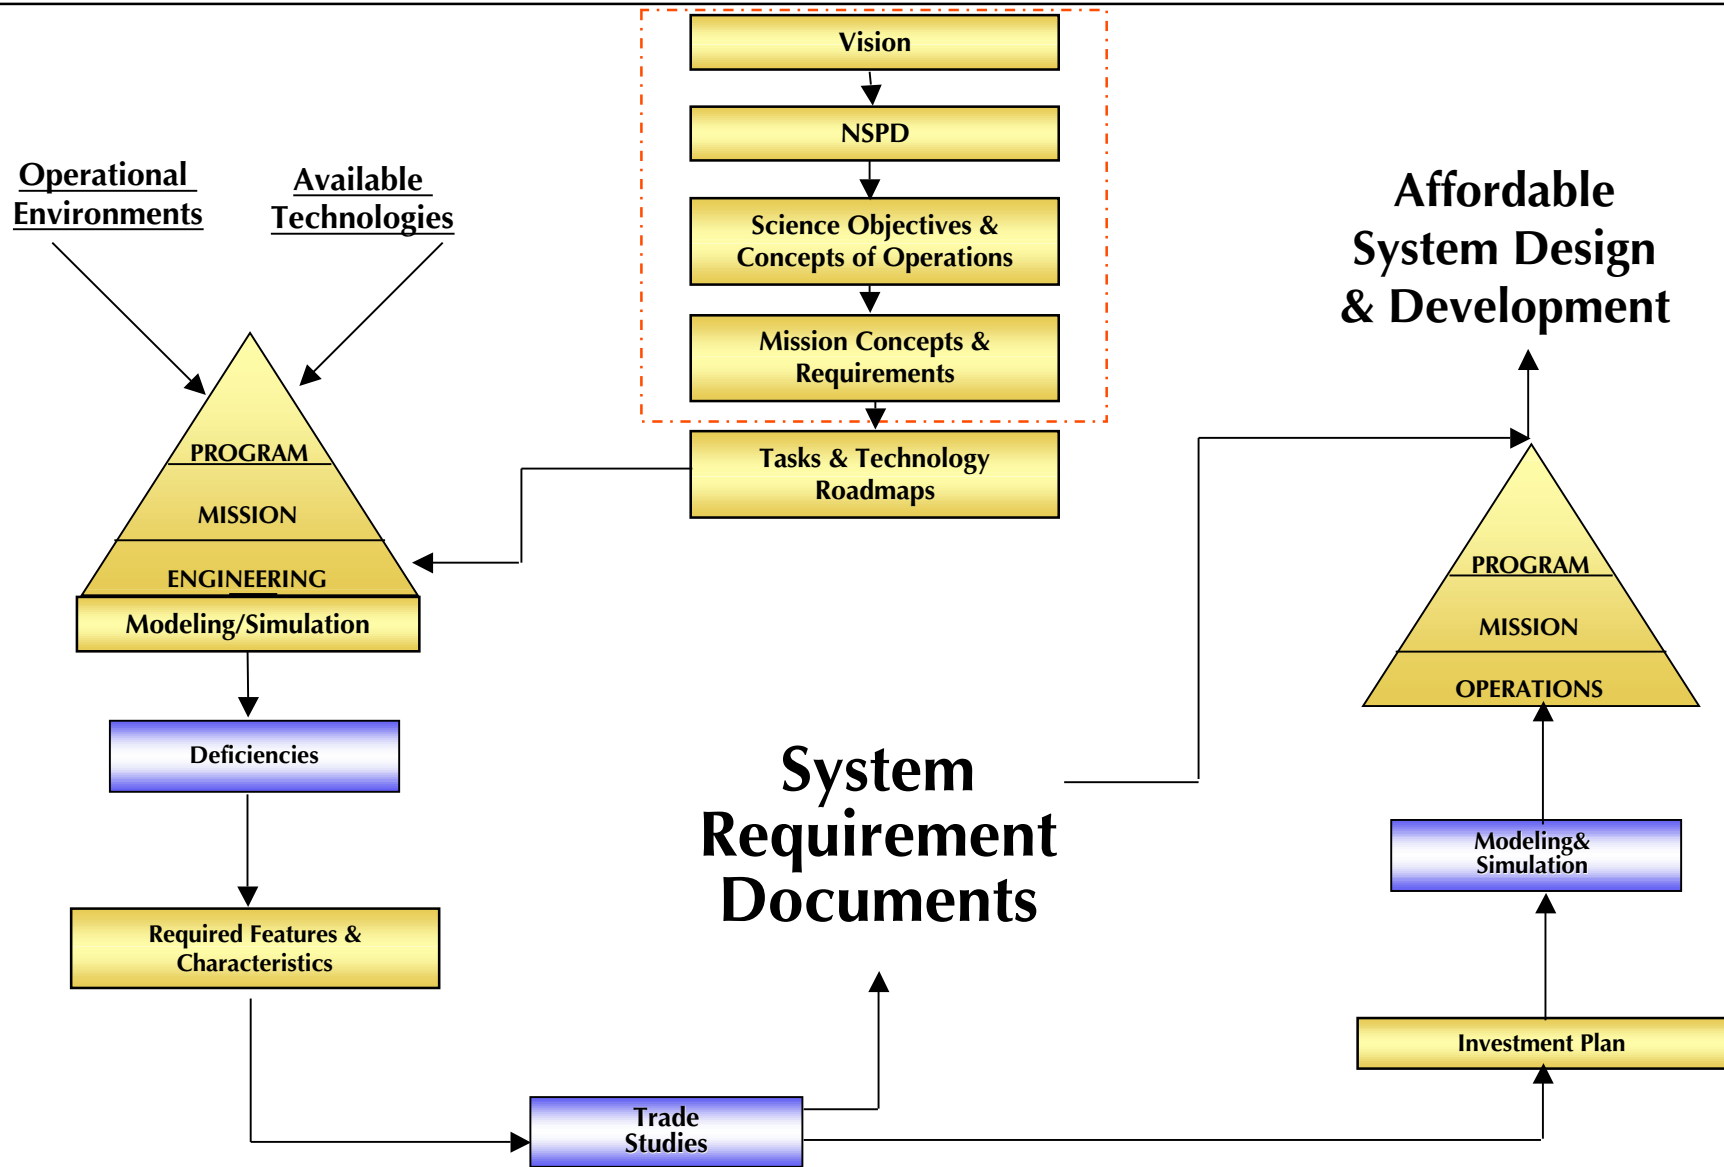 Vision
NSPD
Science Objectives &
Concepts of Operations
Mission Concepts &
Requirements
Tasks & Technology
Roadmaps
Operational
Environments
Available
Technologies
PROGRAM
MISSION
ENGINEERING
Modeling/Simulation
Deficiencies
Required Features &
Characteristics
Trade
Studies
System
Requirement
Documents
Affordable
System Design
& Development
PROGRAM
MISSION
OPERATIONS
Modeling&
Simulation
Investment Plan